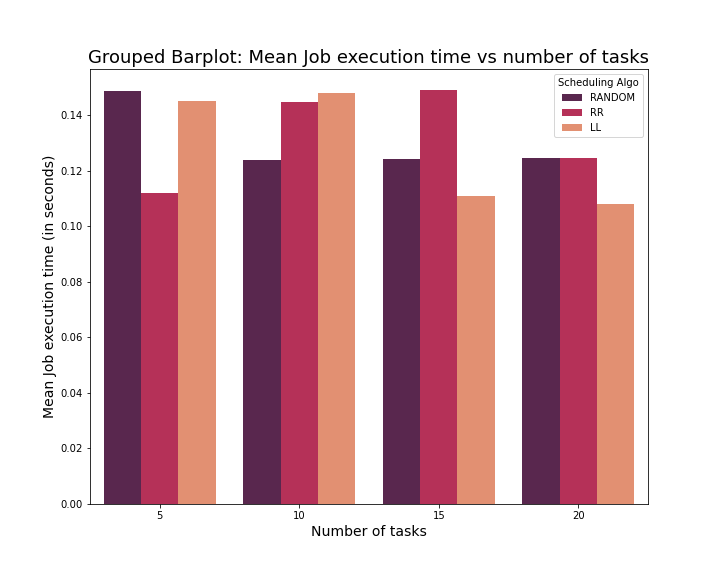 Grouped Barplot: Mean Job execution time vs number of tasks
Scheduling Algo
RANDOM
RR
LL
Mean Job execution time (in seconds)
0.14
0.12
0.10
0.08
0.06
0.04
0.02
0.00
5
10
15
20
Number of tasks